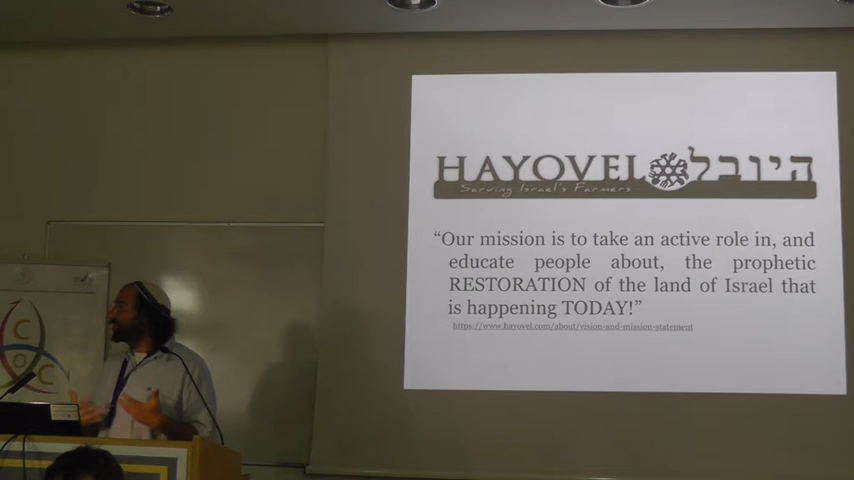 HAYOVEL היובל
Serving Israel's Farmers
“Our mission is to take an active role in, and
educate people about, the prophetic
RESTORATION of the land of Israel that
is happening TODAY!”
https://www.hayovel.com/about/vision-and-mission-statement
C
O C